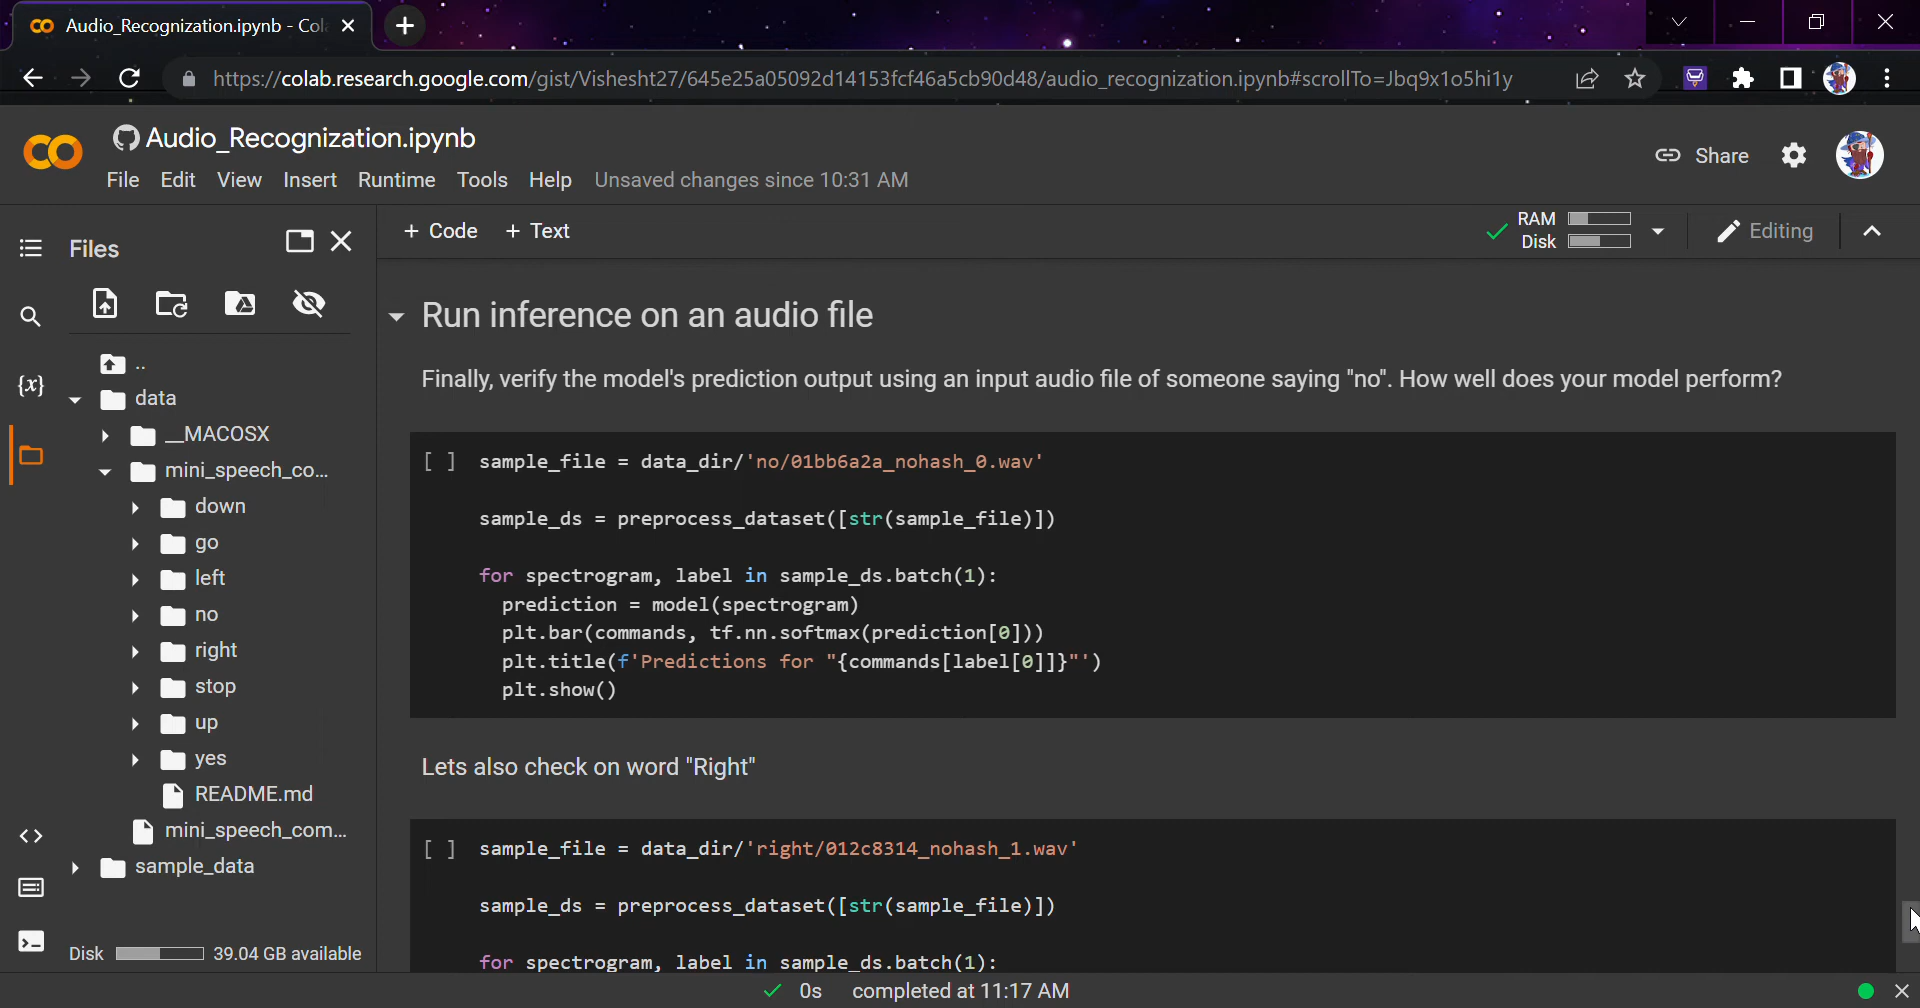 Audio_Recognization.ipynb - Col
https://colab.research.google.com/gist/Vishesht27/645e25a05092d14153fcf46a5cb90d48/audio_recognization.ipynb#scrollTo=Jbq9x1o5hi1y
Audio_Recognization.ipynb
File Edit View Insert Runtime Tools Help Unsaved changes since 10:31 AM
Share
Files
+ Code + Text
RAM
Disk
Editing
..
data
__MACOSX
mini_speech_co...
down
go
left
no
right
stop
up
yes
README.md
mini_speech_com...
sample_data
Disk 39.04 GB available
Run inference on an audio file
Finally, verify the model's prediction output using an input audio file of someone saying "no". How well does your model perform?
[ ] sample_file = data_dir/'no/01bb6a2a_nohash_0.wav'
sample_ds = preprocess_dataset([str(sample_file)])
for spectrogram, label in sample_ds.batch(1):
prediction = model(spectrogram)
plt.bar(commands, tf.nn.softmax(prediction[0]))
plt.title(f'Predictions for "{commands[label[0]]}"')
plt.show()
Lets also check on word "Right"
[ ] sample_file = data_dir/'right/012c8314_nohash_1.wav'
sample_ds = preprocess_dataset([str(sample_file)])
for spectrogram, label in sample_ds.batch(1):
0s completed at 11:17 AM